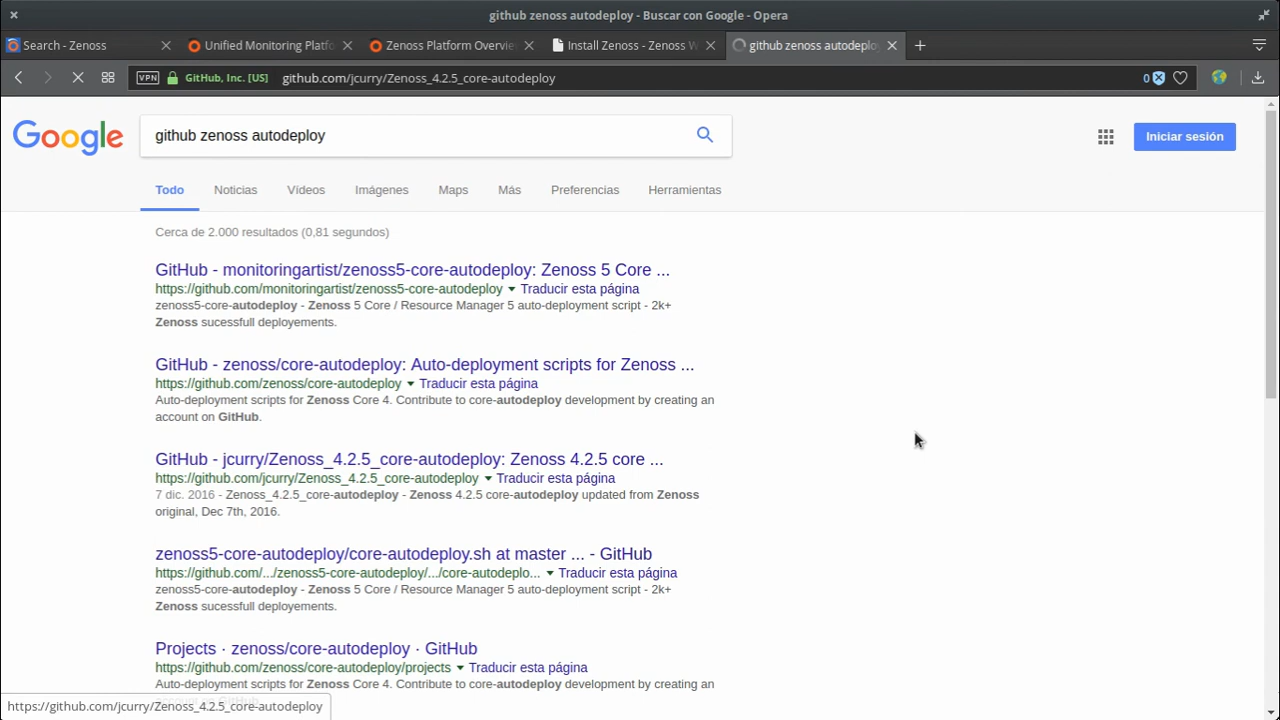 github zenoss autodeploy - Buscar con Google - Opera
Search - Zenoss
Unified Monitoring Platfo
Zenoss Platform Overvie
Install Zenoss - Zenoss W
github zenoss autodeplo
VPN
GitHub, Inc. [US]
github.com/jcurry/Zenoss_4.2.5_core-autodeploy
0
Google
github zenoss autodeploy
Iniciar sesión
Todo
Noticias
Vídeos
Imágenes
Maps
Más
Preferencias
Herramientas
Cerca de 2.000 resultados (0,81 segundos)
GitHub - monitoringartist/zenoss5-core-autodeploy: Zenoss 5 Core ...
https://github.com/monitoringartist/zenoss5-core-autodeploy Traducir esta página
zenoss5-core-autodeploy - Zenoss 5 Core / Resource Manager 5 auto-deployment script - 2k+
Zenoss sucessfull deployements.
GitHub - zenoss/core-autodeploy: Auto-deployment scripts for Zenoss ...
https://github.com/zenoss/core-autodeploy Traducir esta página
Auto-deployment scripts for Zenoss Core 4. Contribute to core-autodeploy development by creating an
account on GitHub.
GitHub - jcurry/Zenoss_4.2.5_core-autodeploy: Zenoss 4.2.5 core ...
https://github.com/jcurry/Zenoss_4.2.5_core-autodeploy Traducir esta página
7 dic. 2016 - Zenoss_4.2.5_core-autodeploy - Zenoss 4.2.5 core-autodeploy updated from Zenoss
original, Dec 7th, 2016.
zenoss5-core-autodeploy/core-autodeploy.sh at master ... - GitHub
https://github.com/.../zenoss5-core-autodeploy/.../core-autodeplo... Traducir esta página
zenoss5-core-autodeploy - Zenoss 5 Core / Resource Manager 5 auto-deployment script - 2k+
Zenoss sucessfull deployements.
Projects · zenoss/core-autodeploy · GitHub
https://github.com/zenoss/core-autodeploy/projects Traducir esta página
Auto-deployment scripts for Zenoss Core 4. Contribute to core-autodeploy development by creating an
https://github.com/jcurry/Zenoss_4.2.5_core-autodeploy